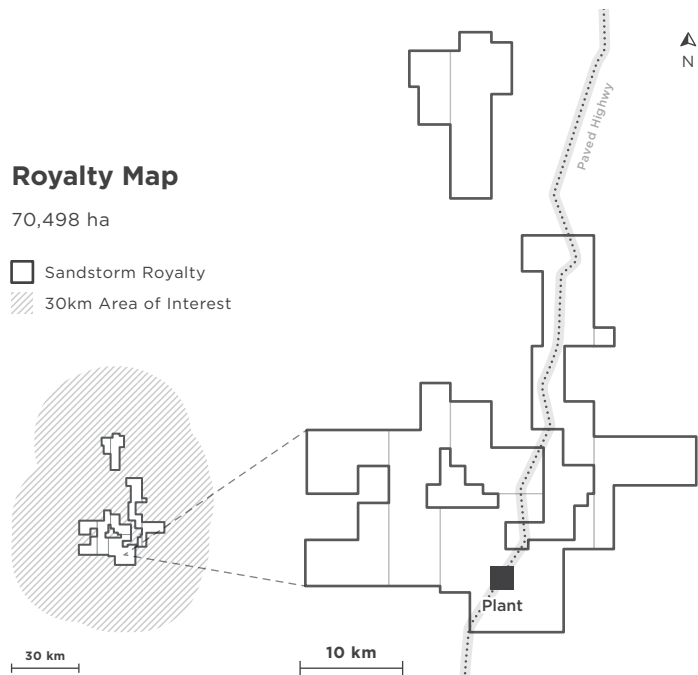 N
Paved Highwy
Royalty Map
70,498 ha
Sandstorm Royalty
30km Area of Interest
Plant
30 km
10 km